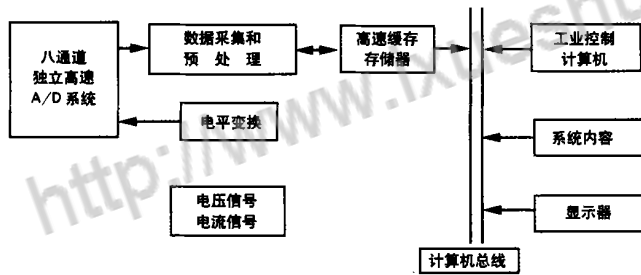 八通道
独立高速
A/D 系统
数据采集和
预 处 理
高速缓存
存储器
工业控制
计算机
电平变换
系统内容
电压信号
电流信号
显示器
计算机总线
http://www.ixuesh